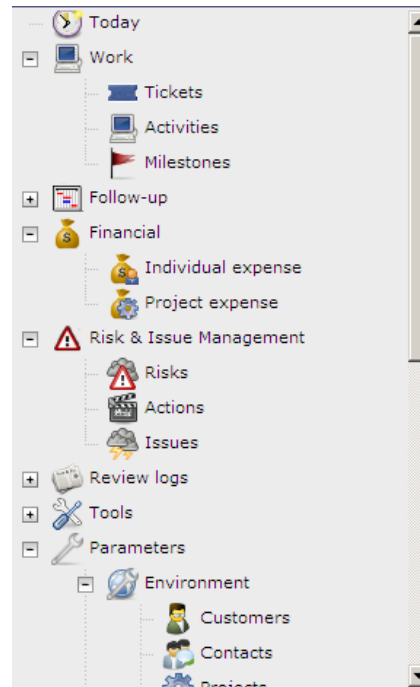 Today
Work
Tickets
Activities
Milestones
Follow-up
Financial
Individual expense
Project expense
Risk & Issue Management
Risks
Actions
Issues
Review logs
Tools
Parameters
Environment
Customers
Contacts
Projects